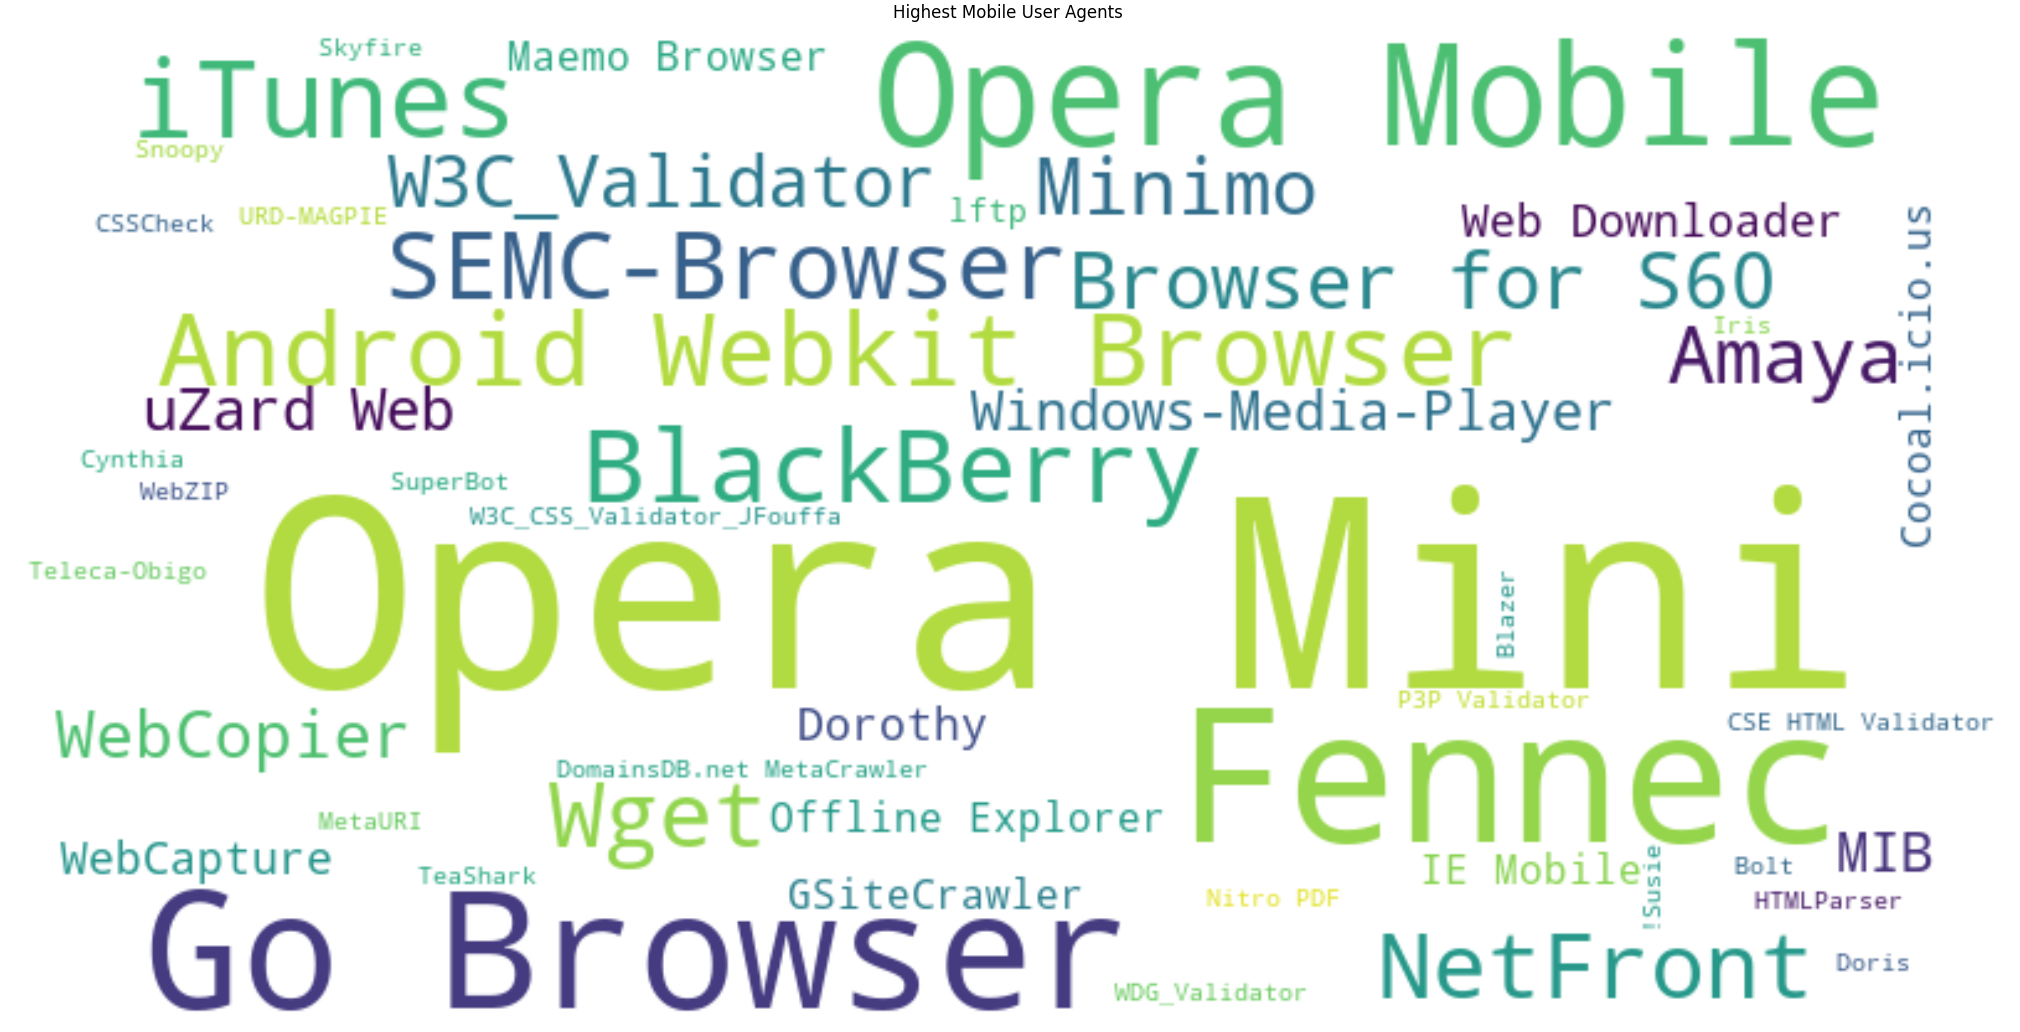 Highest Mobile User Agents
Skyfire
Maemo Browser
Opera Mobile
iTunes
Snoopy
W3C_Validator
Minimo
lftp
CSSCheck
URD-MAGPIE
Web Downloader
SEMC-Browser
Browser for S60
Cocoal.icio.us
Android Webkit Browser
Iris
Amaya
uZard Web
Windows-Media-Player
BlackBerry
Cynthia
WebZIP
SuperBot
W3C_CSS_Validator_JFouffa
Opera Mini
Teleca-Obigo
Blazer
P3P Validator
WebCopier
Dorothy
CSE HTML Validator
Fennec
DomainsDB.net MetaCrawler
Wget
Offline Explorer
MetaURI
WebCapture
MIB
IE Mobile
!Susie
Bolt
TeaShark
GSiteCrawler
Nitro PDF
HTMLParser
Go Browser
NetFront
Doris
WDG_Validator